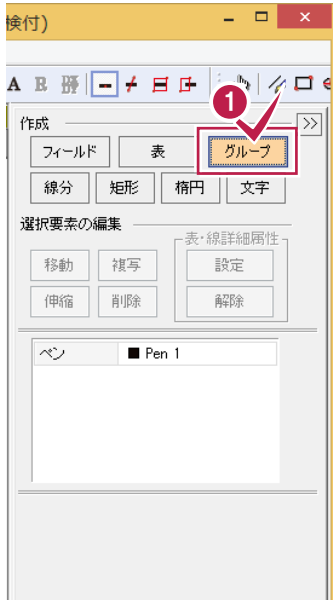 検付)
A B
1
作成
>>
フィールド 表 グループ
線分 矩形 楕円 文字
選択要素の編集
表・線詳細属性
移動 複写 設定
伸縮 削除 解除
ペン Pen 1